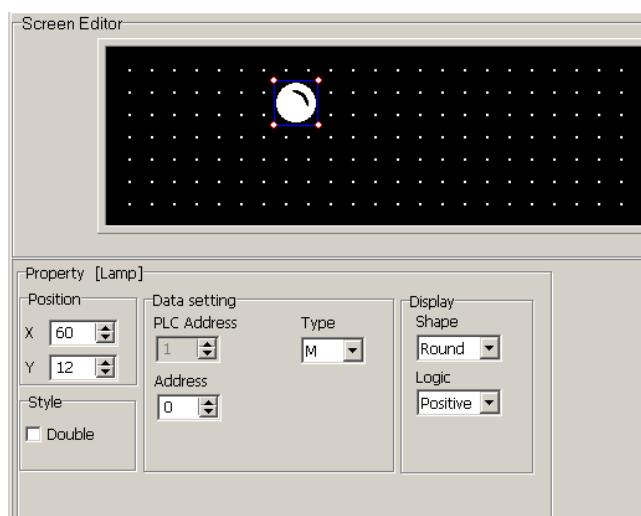 Screen Editor
Property [Lamp]
Position
X 60
Y 12
Style
Double
Data setting
PLC Address
1
Type
M
Address
0
Display
Shape
Round
Logic
Positive